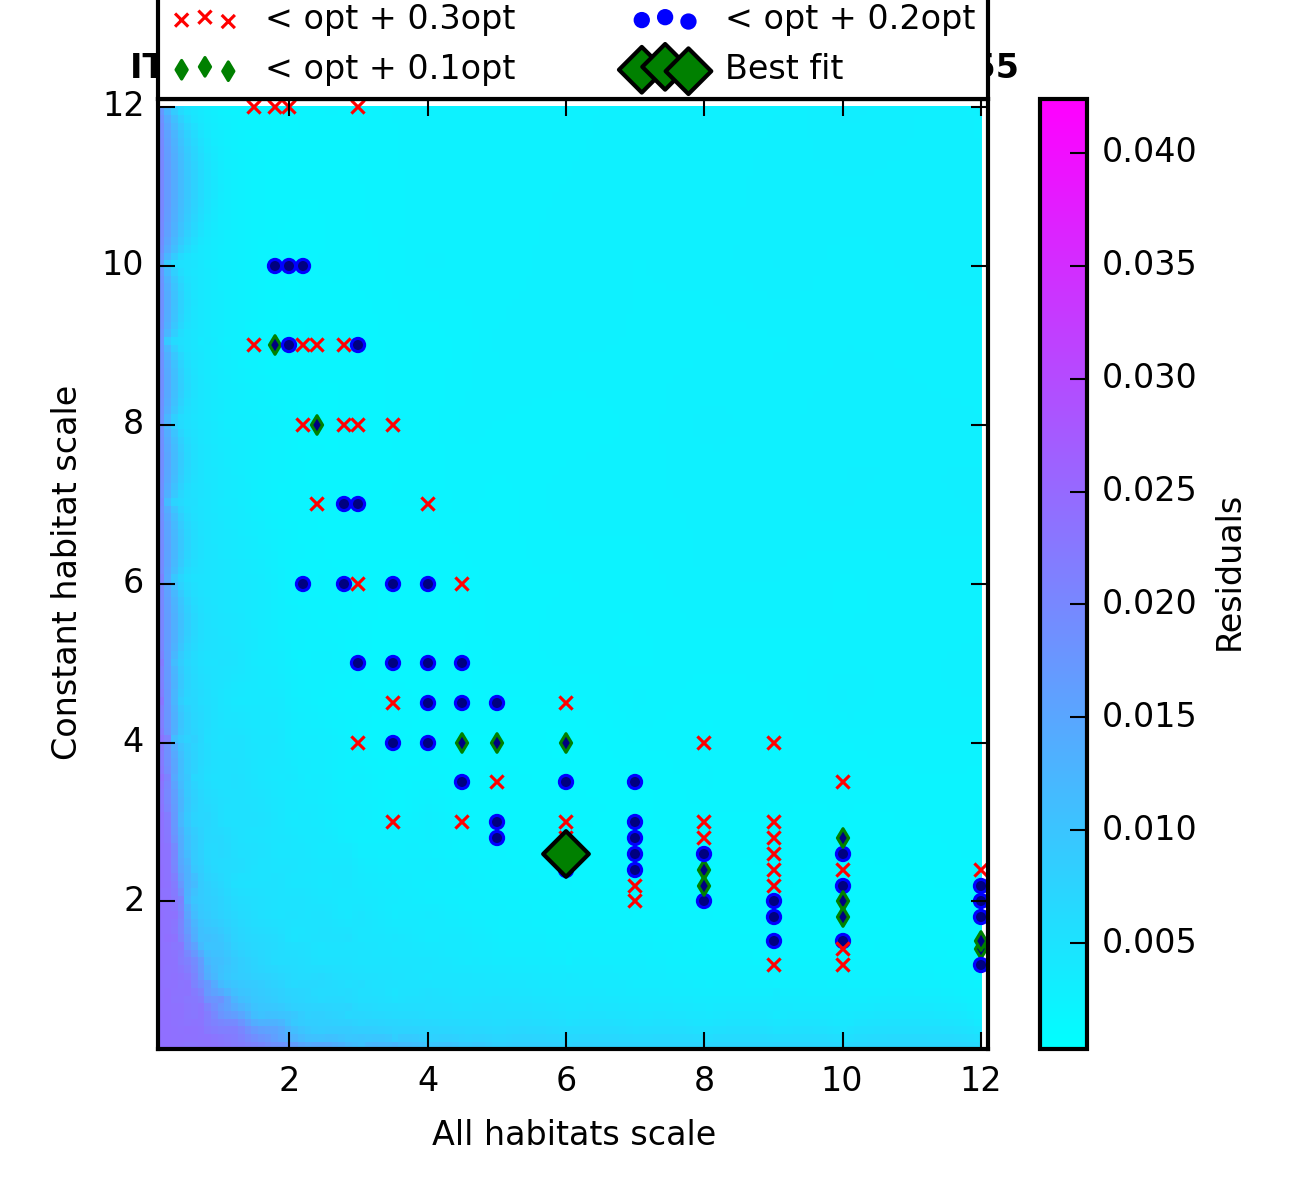 < opt + 0.3opt < opt + 0.2opt
< opt + 0.1opt Best fit
12
10
8
6
4
2
Constant habitat scale
2 4 6 8 10 12
All habitats scale
0.040
0.035
0.030
0.025
0.020
0.015
0.010
0.005
Residuals